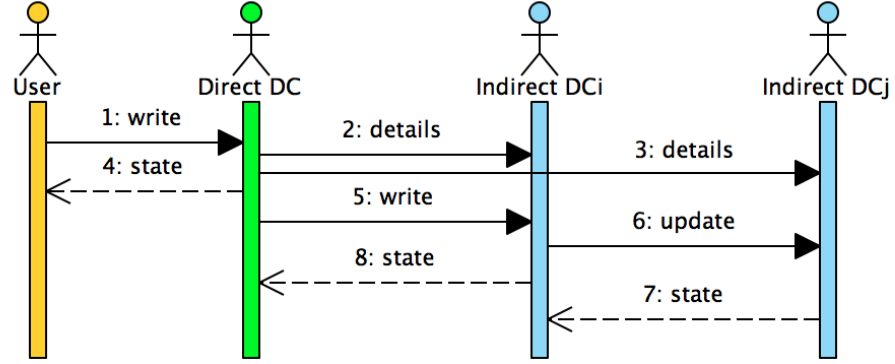 User
Direct DC
Indirect DCi
Indirect DCj
1: write
2: details
3: details
4: state
5: write
6: update
8: state
7: state